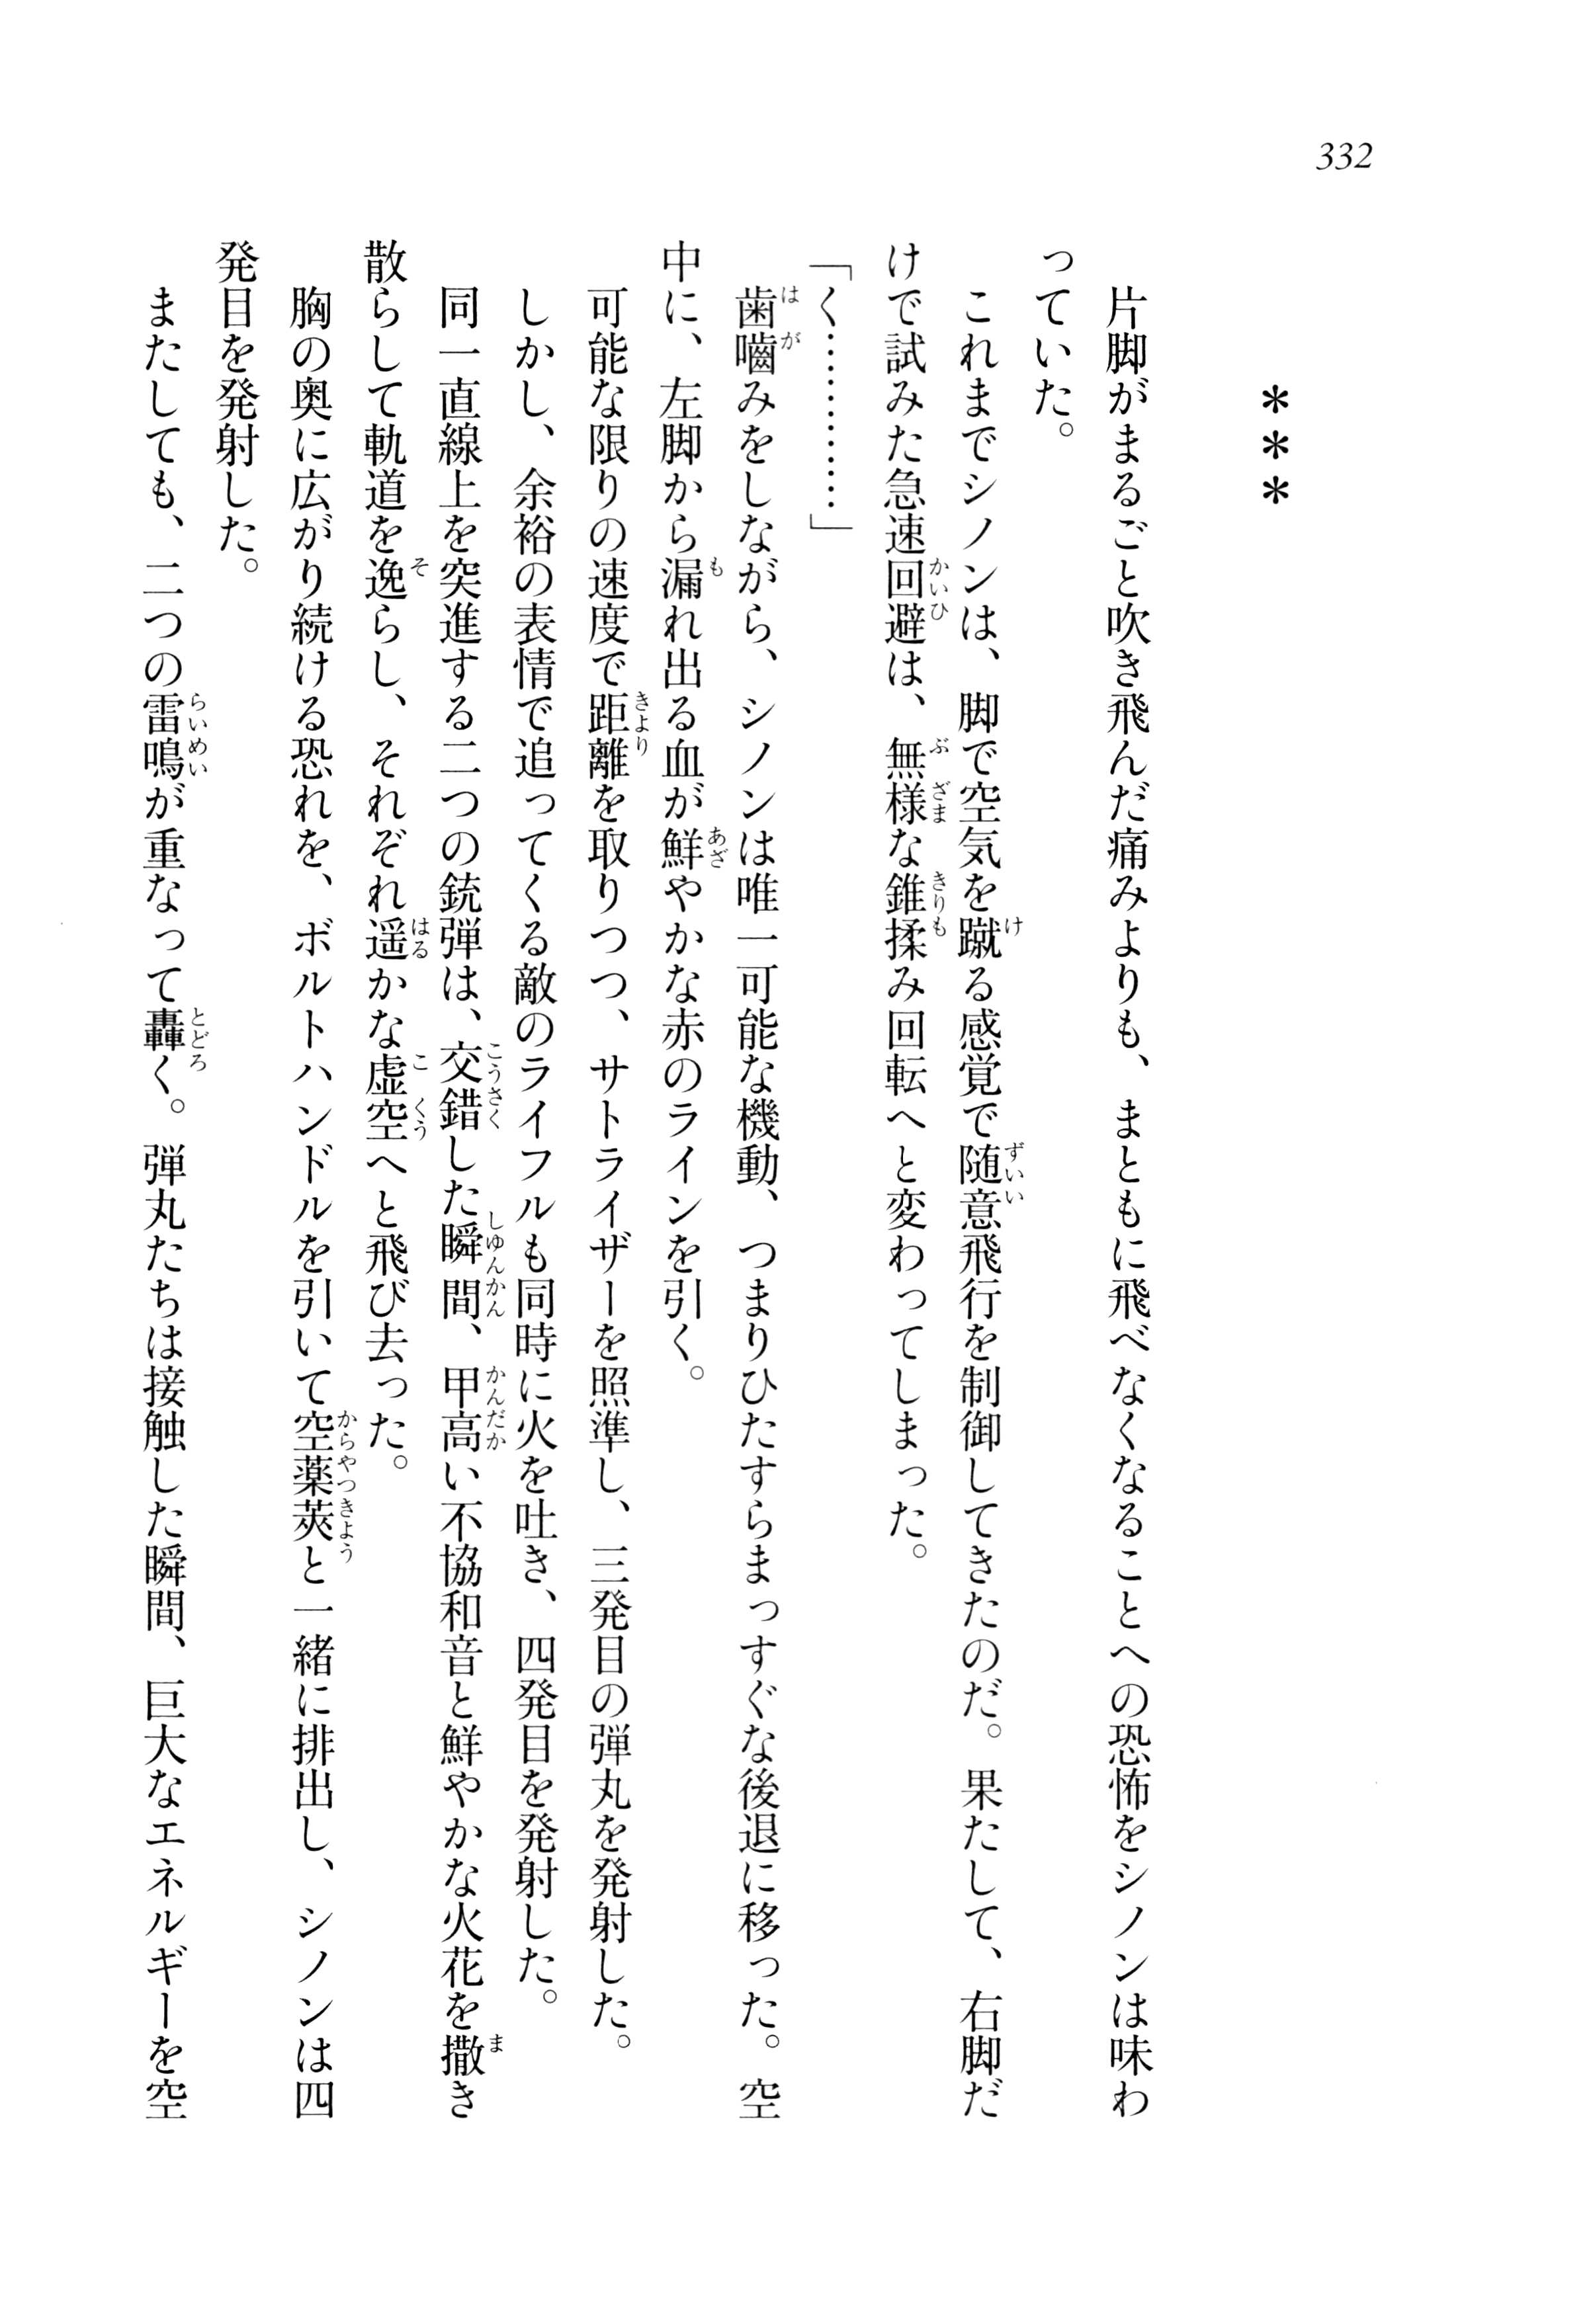 332
＊＊＊
片脚がまるごと吹き飛んだ痛みよりも、まともに飛べなくなることへの恐怖をシノンは味わ
っていた。
これまでシノンは、脚で空気を蹴る感覚で随意飛行を制御してきたのだ。果たして、右脚だ
けで試みた急速回避は、無様な錐揉み回転へと変わってしまった。
「く…………」
歯嚙みをしながら、シノンは唯一可能な機動、つまりひたすらまっすぐな後退に移った。空
中に、左脚から漏れ出る血が鮮やかな赤のラインを引く。
可能な限りの速度で距離を取りつつ、サトライザーを照準し、三発目の弾丸を発射した。
しかし、余裕の表情で追ってくる敵のライフルも同時に火を吐き、四発目を発射した。
同一直線上を突進する二つの銃弾は、交錯した瞬間、甲高い不協和音と鮮やかな火花を撒き
散らして軌道を逸らし、それぞれ遥かな虚空へと飛び去った。
胸の奥に広がり続ける恐れを、ボルトハンドルを引いて空薬莢と一緒に排出し、シノンは四
発目を発射した。
またしても、二つの雷鳴が重なって轟く。弾丸たちは接触した瞬間、巨大なエネルギーを空